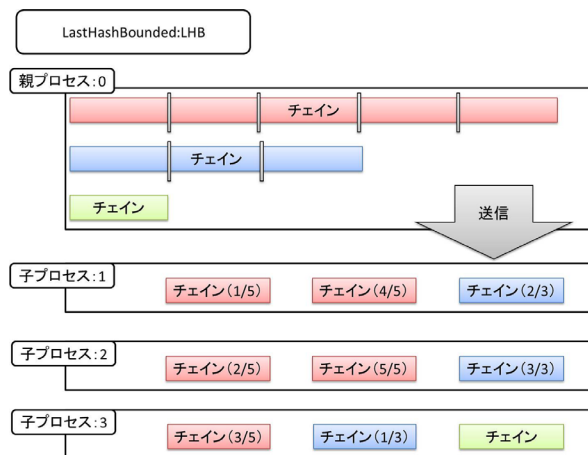 LastHashBounded:LHB
親プロセス:0
チェイン
チェイン
チェイン
送信
子プロセス:1
チェイン(1/5) チェイン(4/5) チェイン(2/3)
子プロセス:2
チェイン(2/5) チェイン(5/5) チェイン(3/3)
子プロセス:3
チェイン(3/5) チェイン(1/3) チェイン